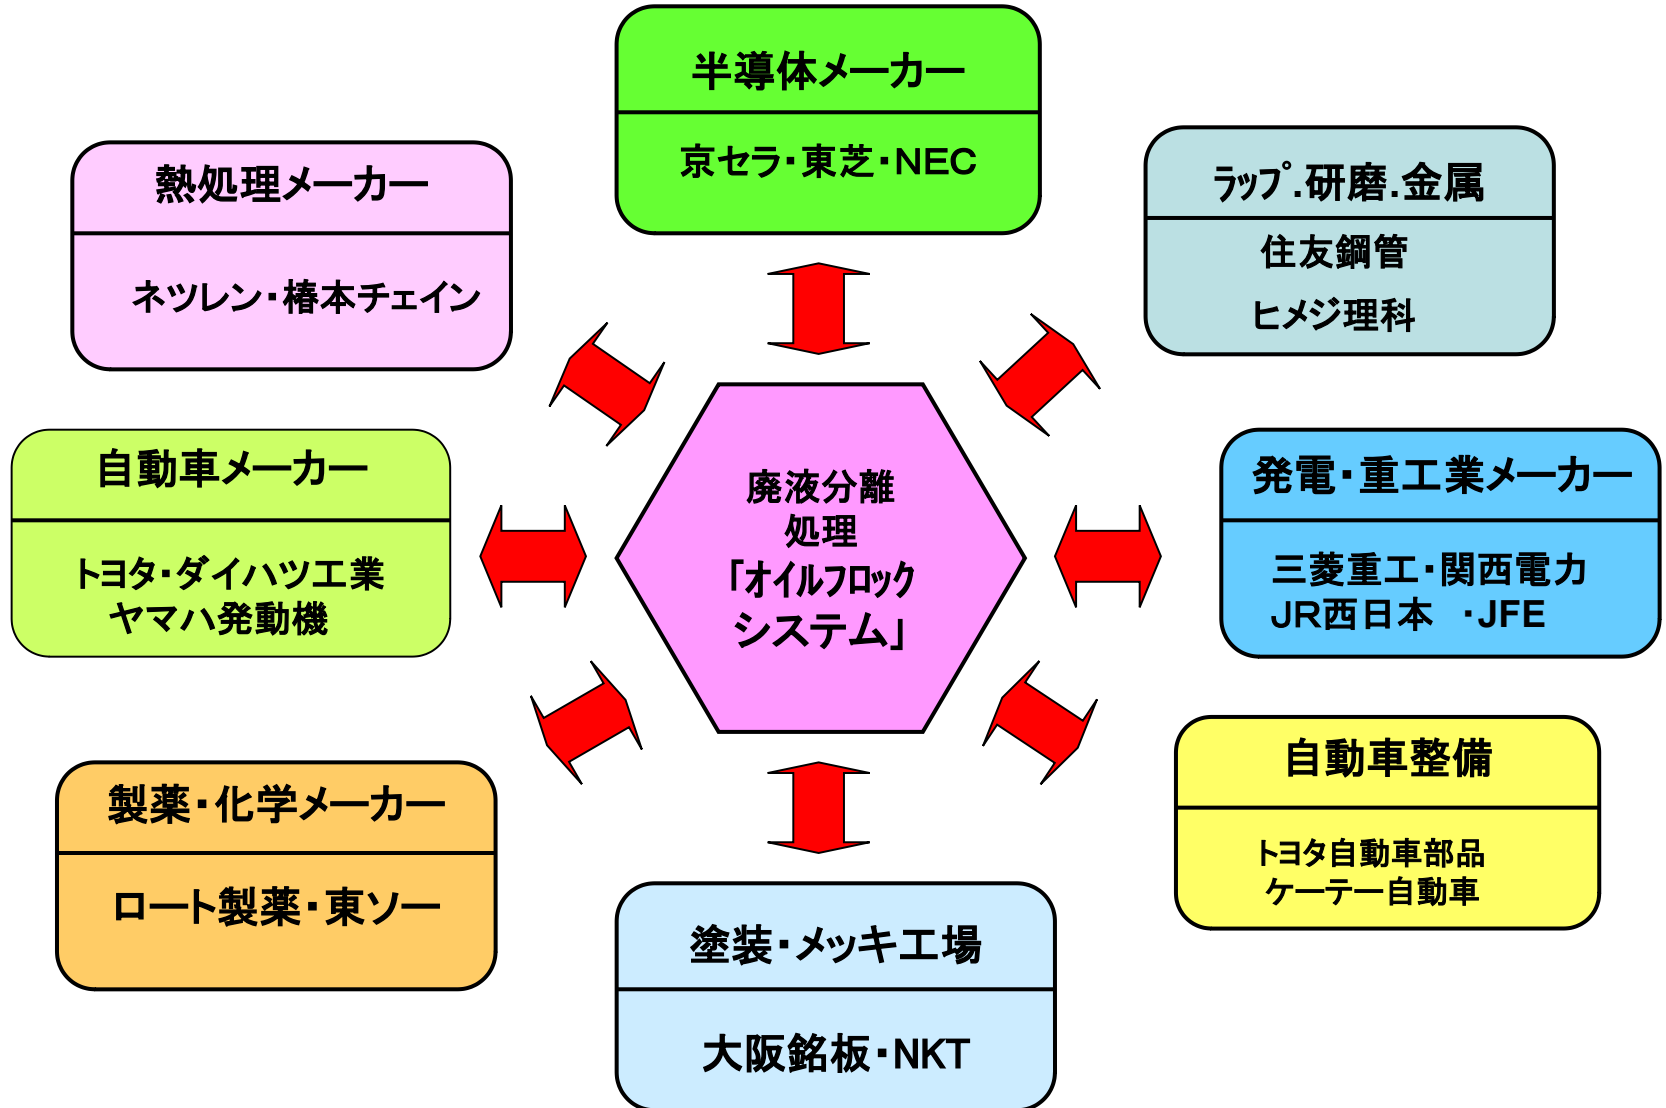 半導体メーカー
京セラ・東芝・NEC
熱処理メーカー
ネツレン・椿本チェイン
ﾗｯﾌﾟ.研磨.金属
住友鋼管
ヒメジ理科
自動車メーカー
トヨタ・ダイハツ工業
ヤマハ発動機
廃液分離
処理
「オイルフロック
システム」
発電・重工業メーカー
三菱重工・関西電力
JR西日本　・JFE
製薬・化学メーカー
ロート製薬・東ソー
自動車整備
トヨタ自動車部品
ケーテー自動車
塗装・メッキ工場
大阪銘板・NKT